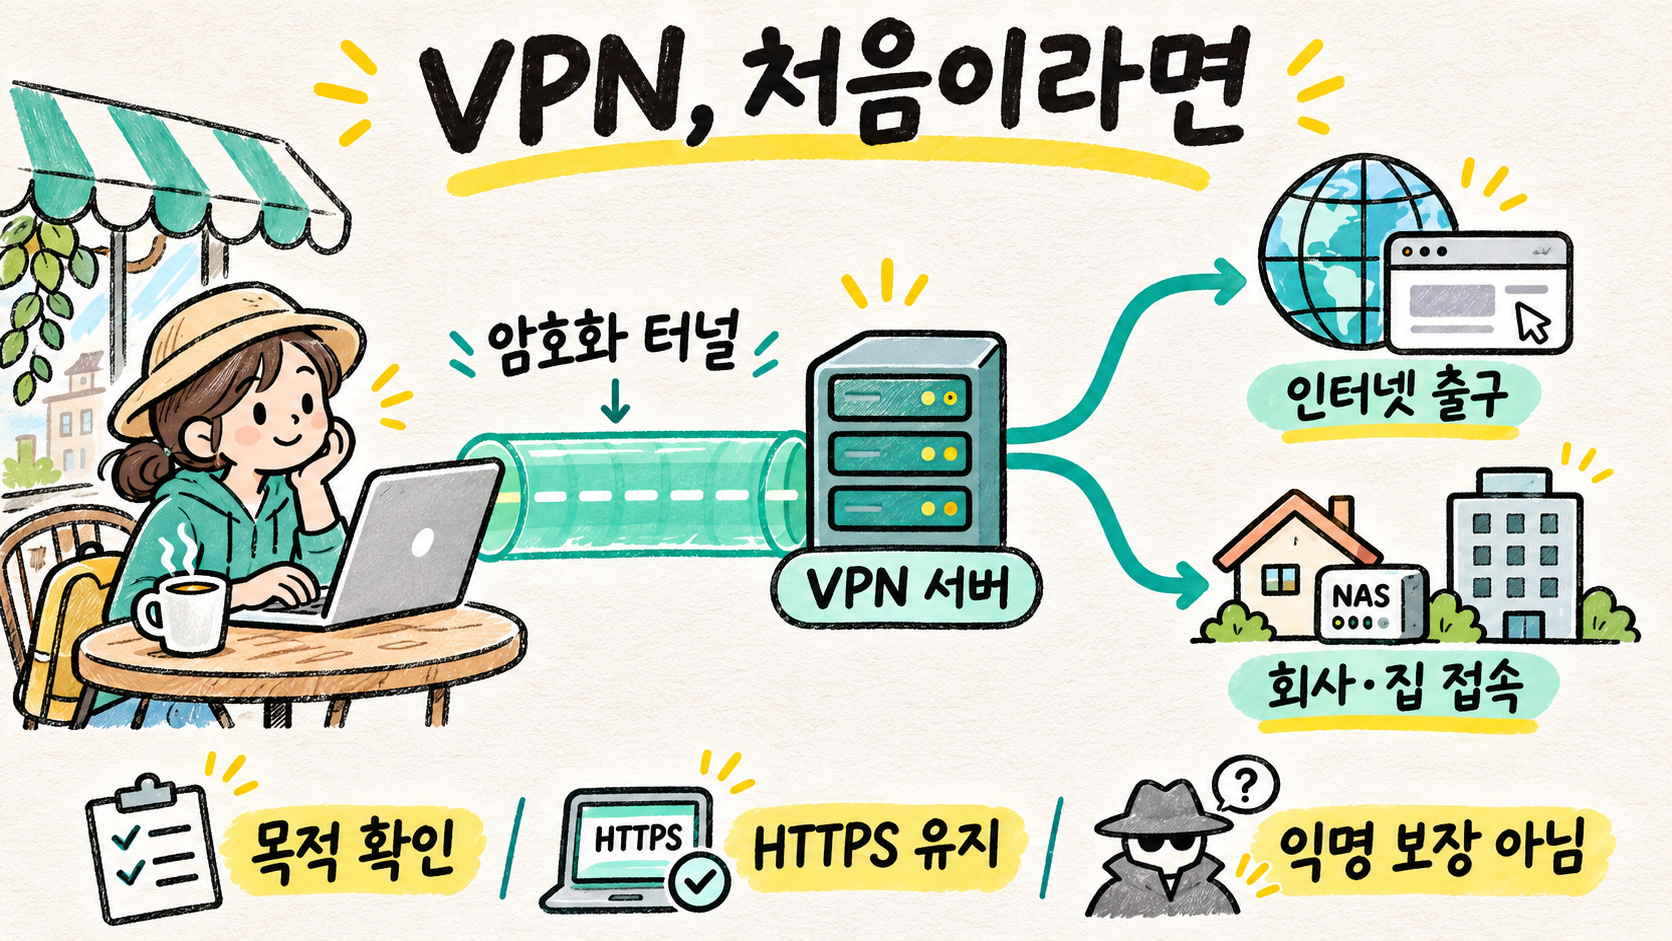 VPN, 처음이라면
암호화 터널
VPN 서버
인터넷 출구
NAS
회사·집 접속
목적 확인
HTTPS
HTTPS 유지
?
익명 보장 아님